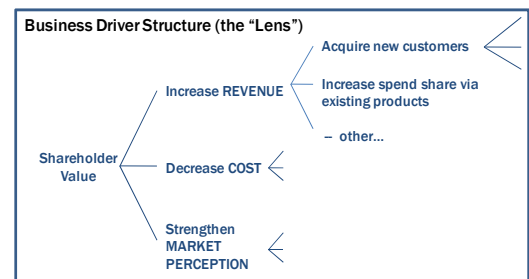 Business Driver Structure (the “Lens”)
Acquire new customers
Increase REVENUE
Increase spend share via
existing products
– other...
Shareholder
Value
Decrease COST
Strengthen
MARKET
PERCEPTION